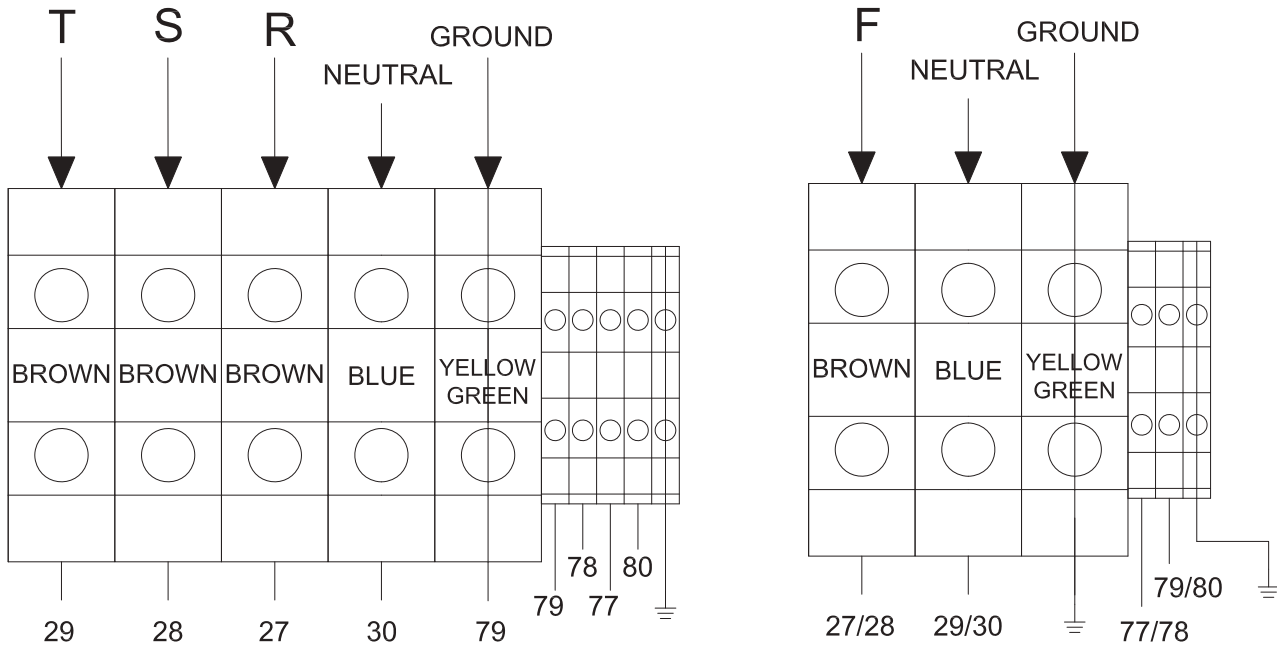 T S R GROUND
NEUTRAL
BROWN BROWN BROWN BLUE YELLOW
GREEN
78 80
79 77
29 28 27 30 79
F GROUND
NEUTRAL
BROWN BLUE YELLOW
GREEN
79/80
27/28 29/30 77/78